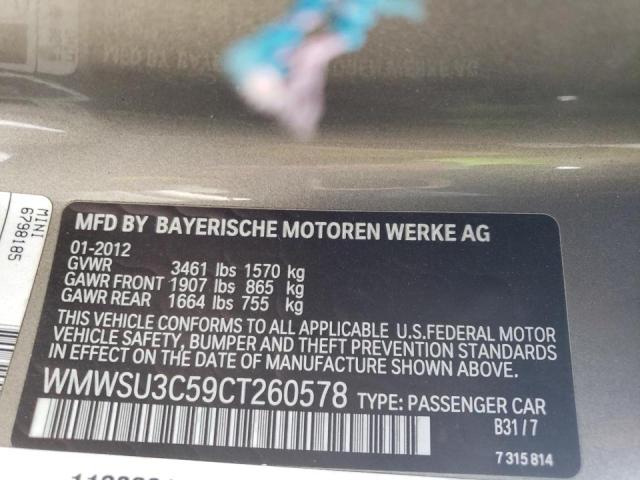 MINI
6798185
MFD BY BAYERISCHE MOTOREN WERKE AG
01-2012
GVWR 3461 lbs 1570 kg
GAWR FRONT 1907 lbs 865 kg
GAWR REAR 1664 lbs 755 kg
THIS VEHICLE CONFORMS TO ALL APPLICABLE U.S.FEDERAL MOTOR
VEHICLE SAFETY, BUMPER AND THEFT PREVENTION STANDARDS IN
EFFECT ON THE DATE OF MANUFACTURE SHOWN ABOVE.
WMWSU3C59CT260578 TYPE: PASSENGER CAR
B31/7
7 315 814